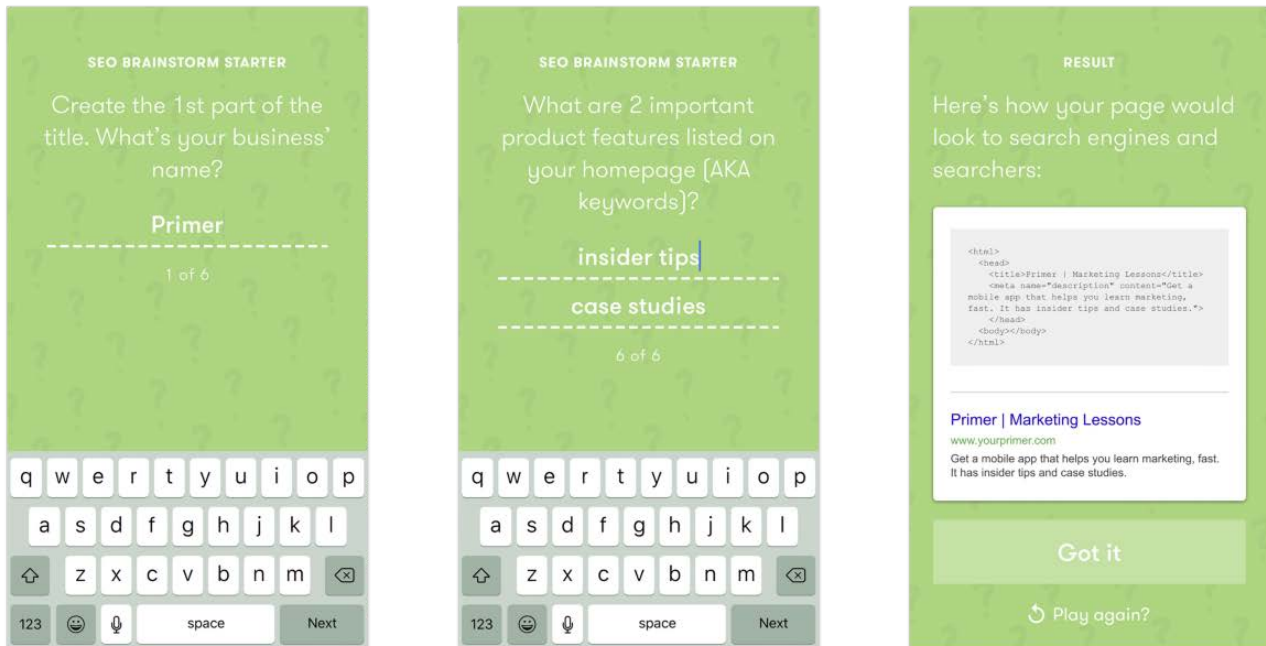 SEO BRAINSTORM STARTER
Create the 1st part of the
title. What's your business'
name?
Primer
1 of 6
q w e r t y u i o p
a s d f g h j k l
z x c v b n m
123 space Next
SEO BRAINSTORM STARTER
What are 2 important
product features listed on
your homepage (AKA
keywords)?
insider tips
case studies
6 of 6
q w e r t y u i o p
a s d f g h j k l
z x c v b n m
123 space Next
RESULT
Here's how your page would
look to search engines and
searchers:
<html>
<head>
<title>Primer | Marketing Lessons</title>
<meta name="description" content="Get a
mobile app that helps you learn marketing,
fast. It has insider tips and case studies.">
</head>
<body></body>
</html>
Primer | Marketing Lessons
www.yourprimer.com
Get a mobile app that helps you learn marketing, fast.
It has insider tips and case studies.
Got it
Play again?